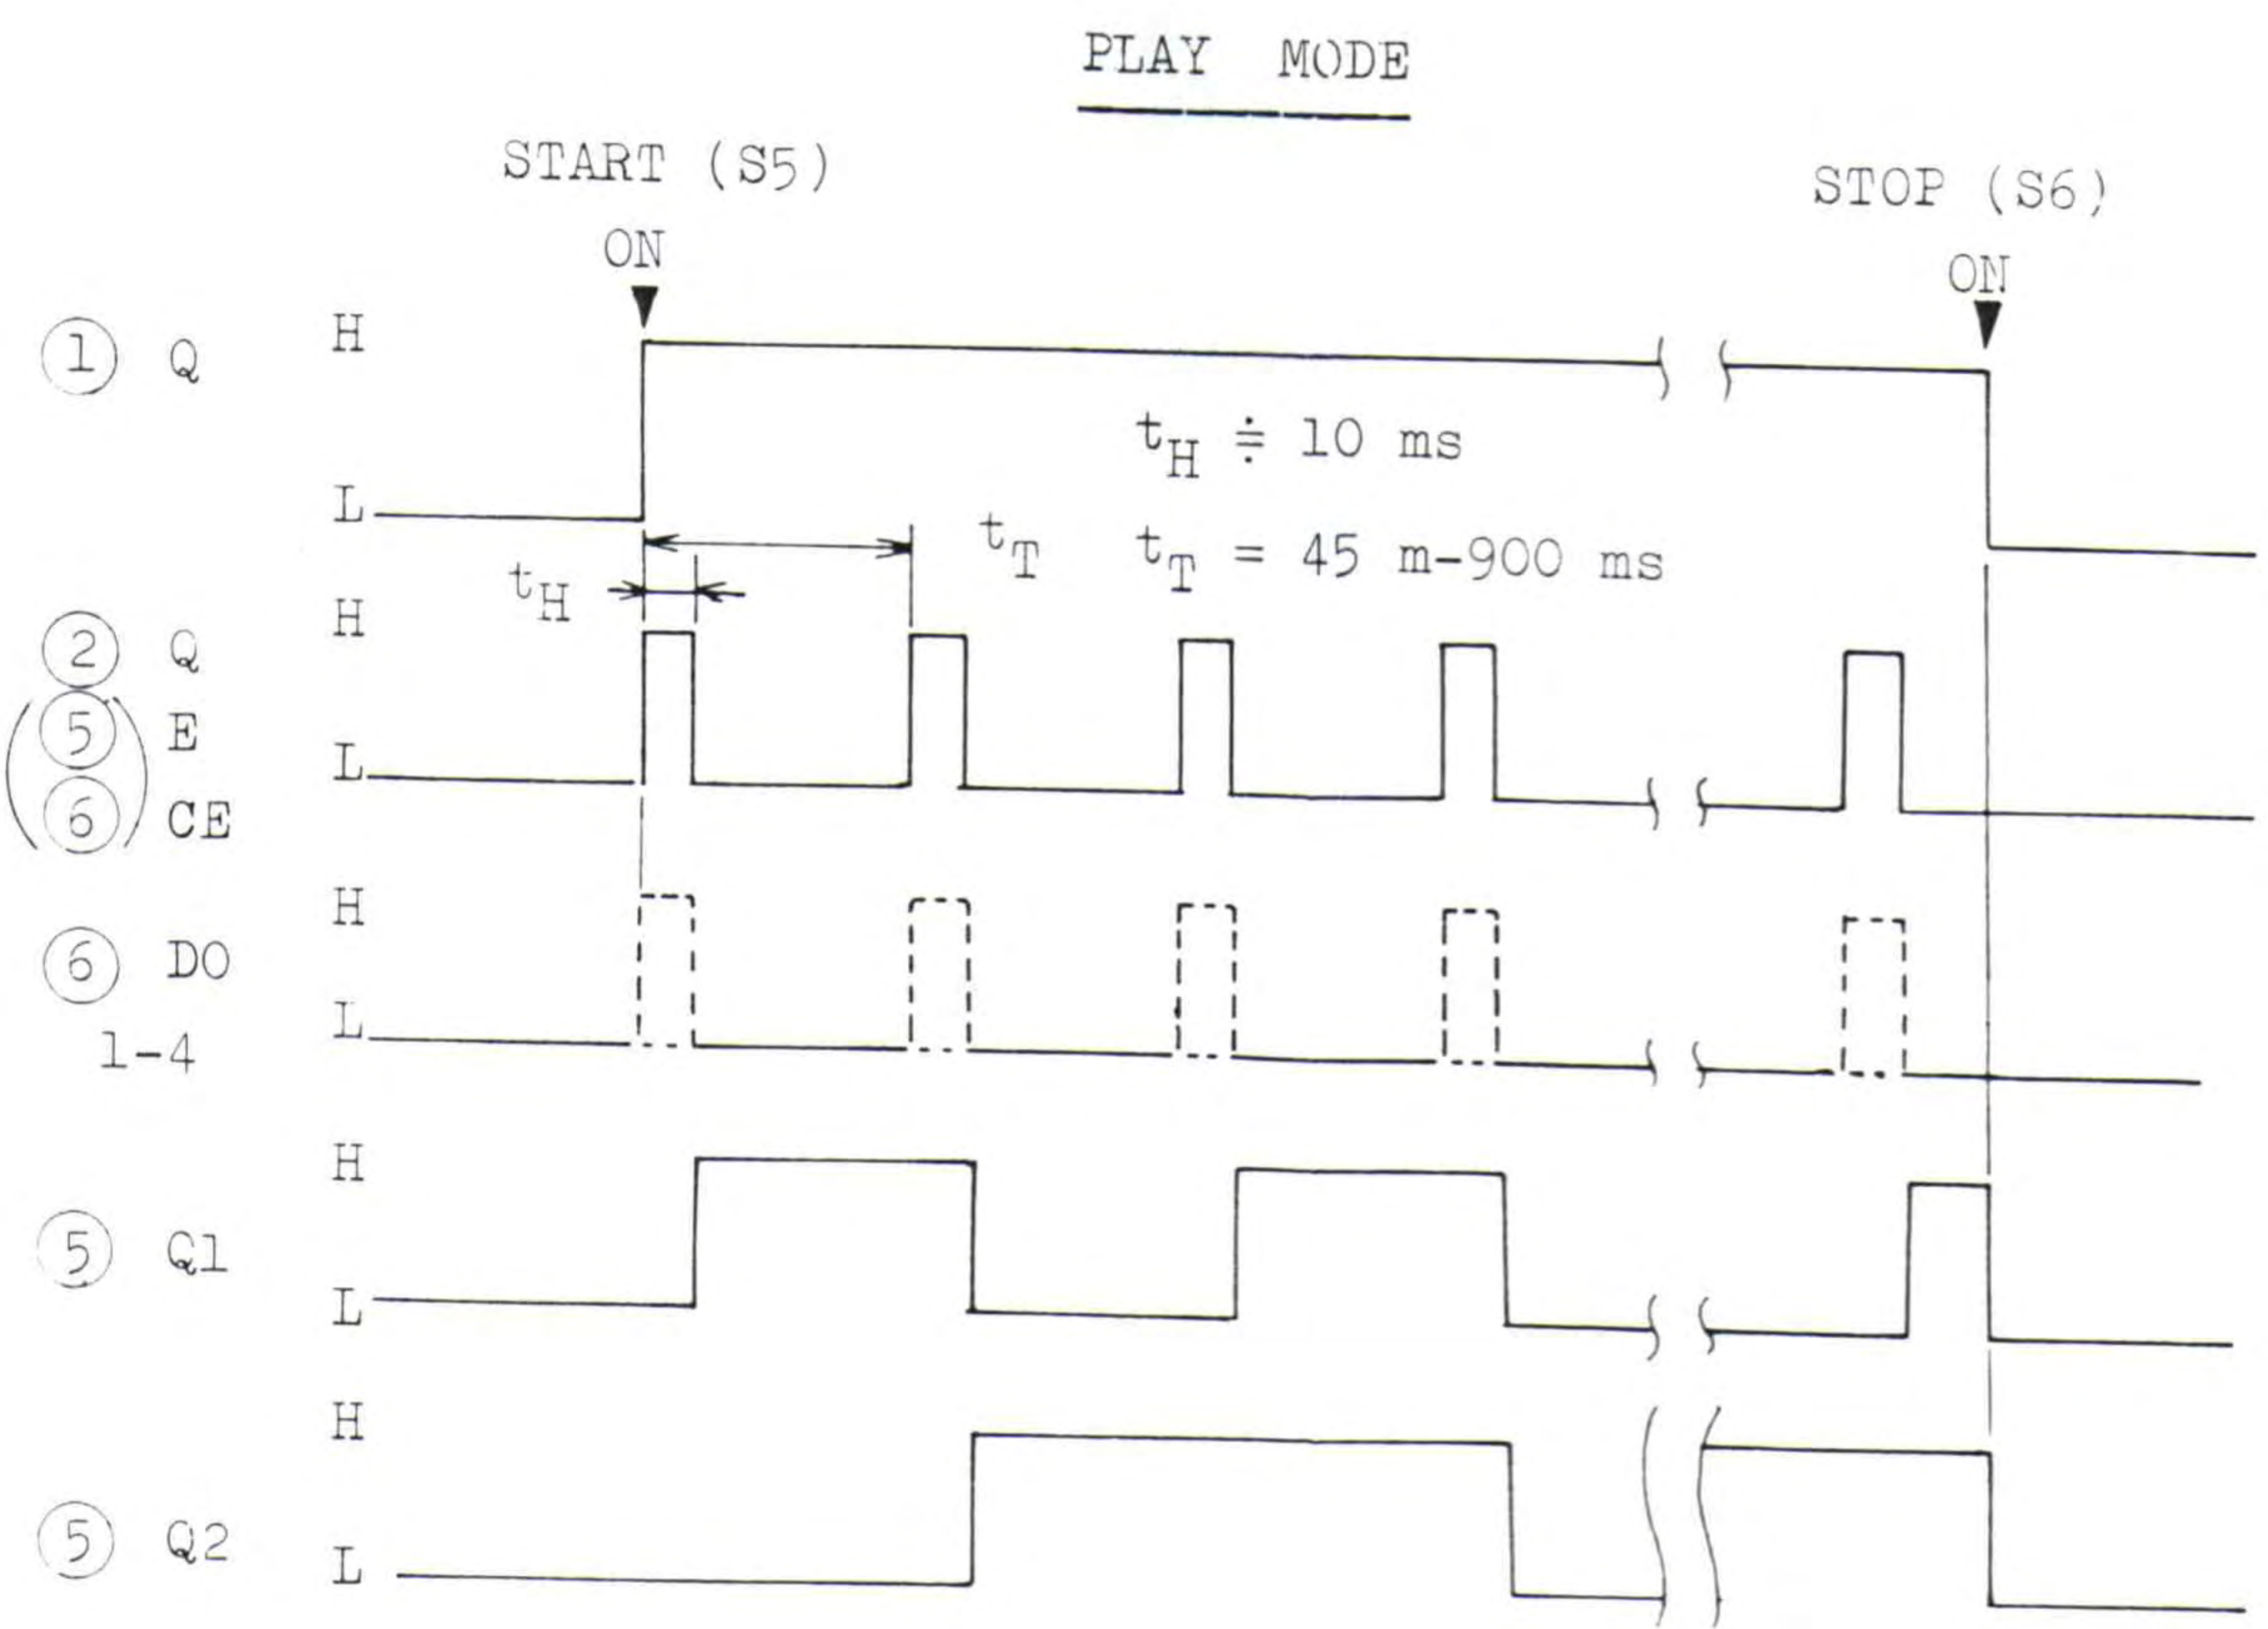 PLAY MODE
START (S5)
STOP (S6)
ON
ON
① Q
H
L
tH ≑ 10 ms
tT
tT = 45 m-900 ms
tH
② Q
⑤ E
⑥ CE
H
L
⑥ DO
1-4
H
L
⑤ Q1
H
L
⑤ Q2
H
L